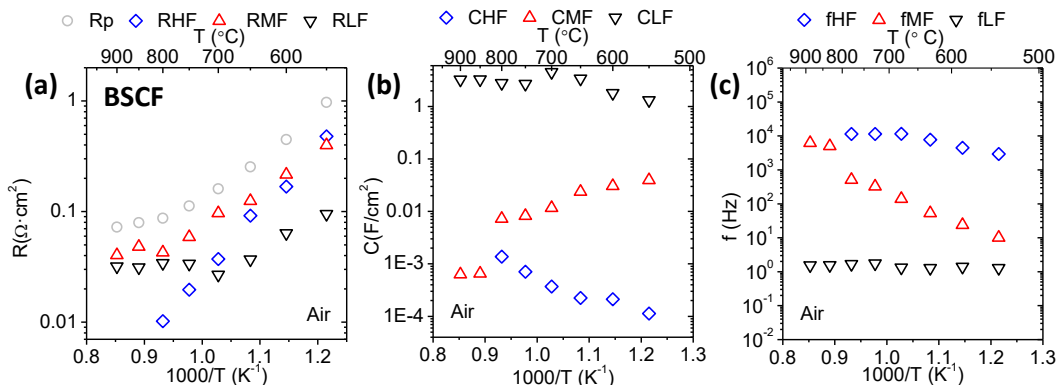 Rp RHF RMF RLF
T (°C)
900 800 700 600
(a)
BSCF
1
0.1
0.01
R(Ω·cm²)
Air
0.8 0.9 1.0 1.1 1.2
1000/T (K⁻¹)
CHF CMF CLF
T (°C)
900 800 700 600 500
(b)
1
0.1
0.01
1E-3
1E-4
C(F/cm²)
Air
0.8 0.9 1.0 1.1 1.2 1.3
1000/T (K⁻¹)
fHF fMF fLF
T (° C)
900 800 700 600 500
(c)
10⁶
10⁵
10⁴
10³
10²
10¹
10⁰
10⁻¹
10⁻²
f (Hz)
Air
0.8 0.9 1.0 1.1 1.2 1.3
1000/T (K⁻¹)